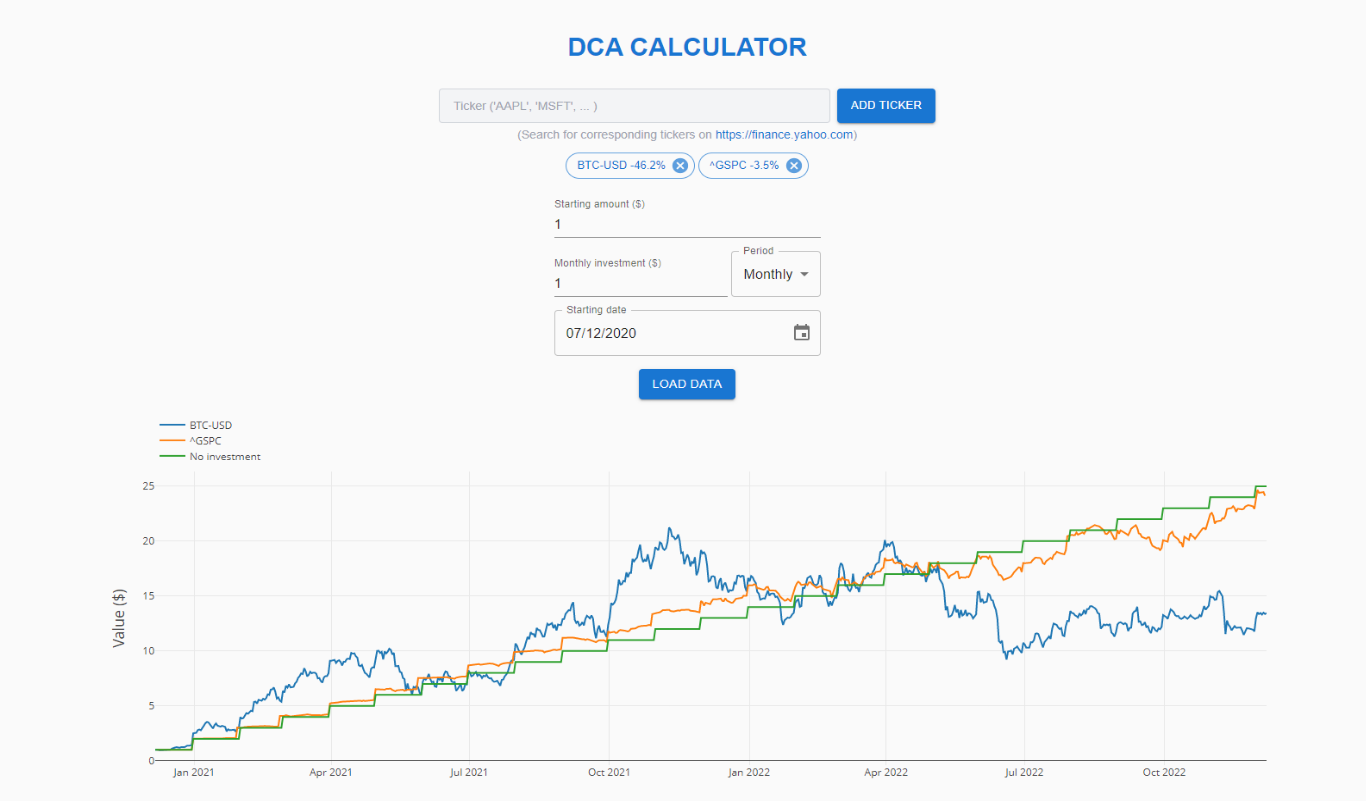 DCA CALCULATOR
Ticker ('AAPL', 'MSFT', ... )
ADD TICKER
(Search for corresponding tickers on https://finance.yahoo.com)
BTC-USD -46.2%
^GSPC -3.5%
Starting amount ($)
1
Monthly investment ($)
1
Period
Monthly
Starting date
07/12/2020
LOAD DATA
BTC-USD
^GSPC
No investment
Value ($)
25
20
15
10
5
0
Jan 2021
Apr 2021
Jul 2021
Oct 2021
Jan 2022
Apr 2022
Jul 2022
Oct 2022